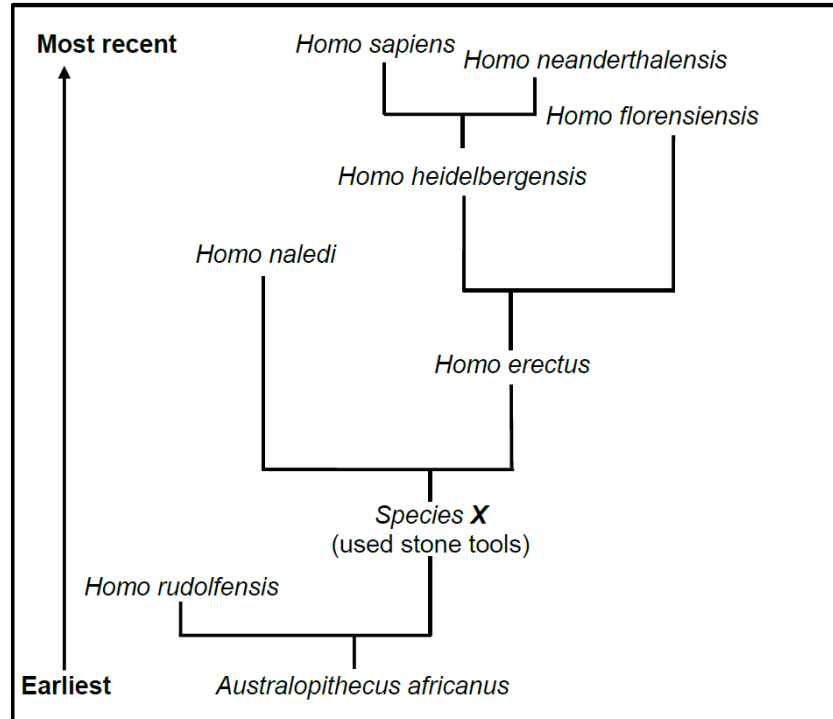 Most recent
Homo sapiens
Homo neanderthalensis
Homo florensiensis
Homo heidelbergensis
Homo naledi
Homo erectus
Species X
(used stone tools)
Homo rudolfensis
Earliest
Australopithecus africanus